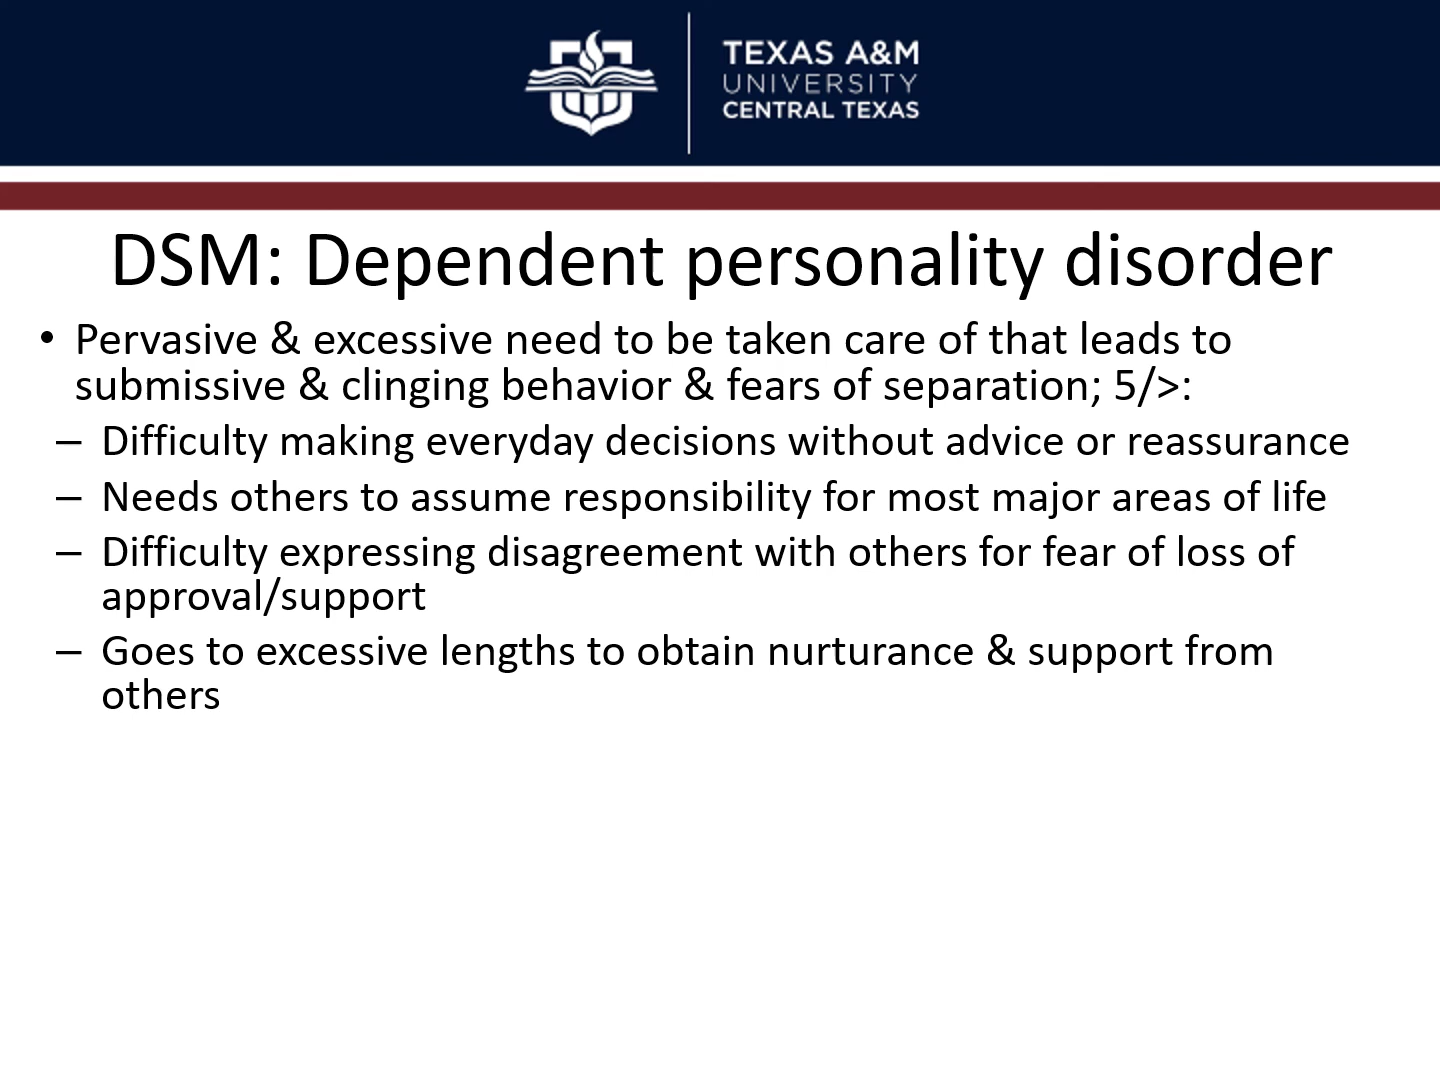 TEXAS A&M
UNIVERSITY
CENTRAL TEXAS
DSM: Dependent personality disorder
• Pervasive & excessive need to be taken care of that leads to
submissive & clinging behavior & fears of separation; 5/>:
– Difficulty making everyday decisions without advice or reassurance
– Needs others to assume responsibility for most major areas of life
– Difficulty expressing disagreement with others for fear of loss of
approval/support
– Goes to excessive lengths to obtain nurturance & support from
others